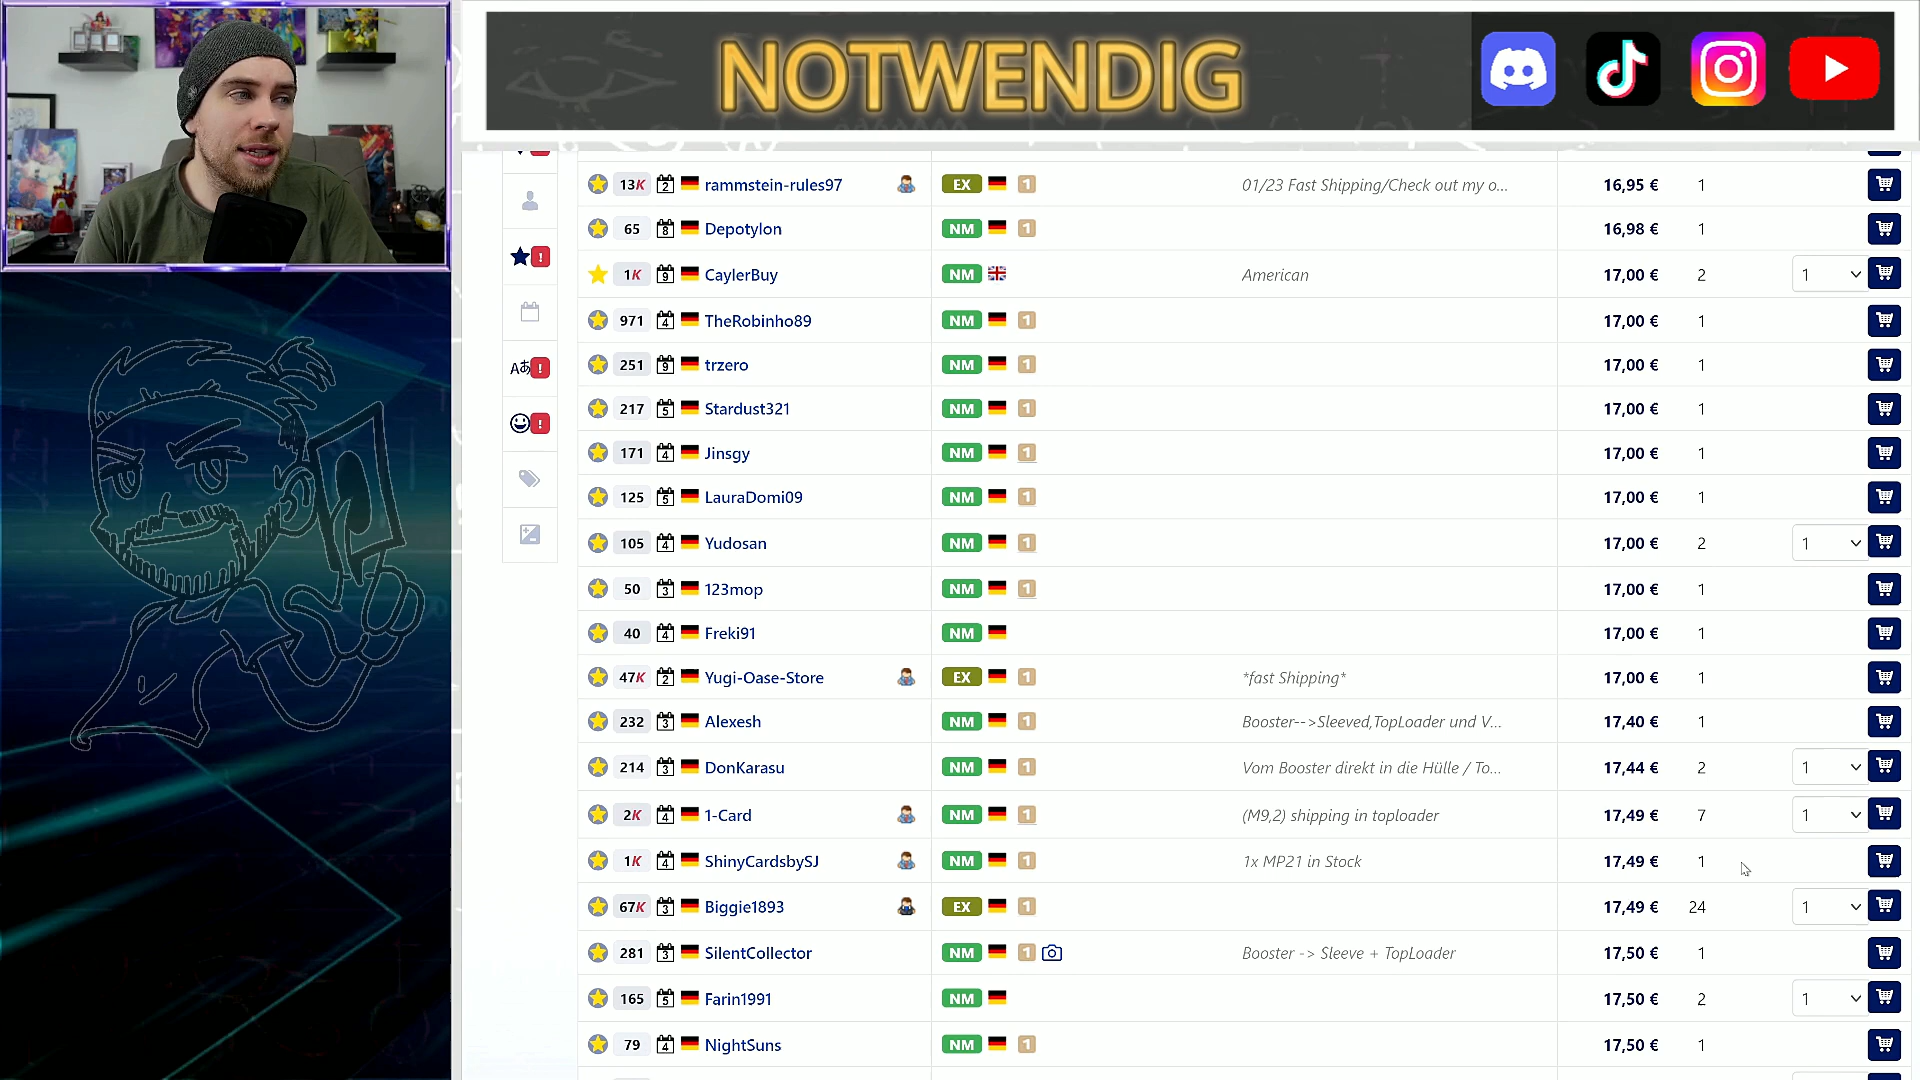 NOTWENDIG
13K 2 rammstein-rules97 EX 1 01/23 Fast Shipping/Check out my o... 16,95 € 1
65 8 Depotylon NM 1 16,98 € 1
! 1K 9 CaylerBuy NM American 17,00 € 2 1
971 4 TheRobinho89 NM 1 17,00 € 1
Aあ ! 251 9 trzero NM 1 17,00 € 1
! 217 5 Stardust321 NM 1 17,00 € 1
171 4 Jinsgy NM 1 17,00 € 1
125 5 LauraDomi09 NM 1 17,00 € 1
105 4 Yudosan NM 1 17,00 € 2 1
50 3 123mop NM 1 17,00 € 1
40 4 Freki91 NM 17,00 € 1
47K 2 Yugi-Oase-Store EX 1 *fast Shipping* 17,00 € 1
232 3 Alexesh NM 1 Booster-->Sleeved,TopLoader und V... 17,40 € 1
214 3 DonKarasu NM 1 Vom Booster direkt in die Hülle / To... 17,44 € 2 1
2K 4 1-Card NM 1 (M9,2) shipping in toploader 17,49 € 7 1
1K 4 ShinyCardsbySJ NM 1 1x MP21 in Stock 17,49 € 1
67K 3 Biggie1893 EX 1 17,49 € 24 1
281 3 SilentCollector NM 1 Booster -> Sleeve + TopLoader 17,50 € 1
165 5 Farin1991 NM 17,50 € 2 1
79 4 NightSuns NM 1 17,50 € 1